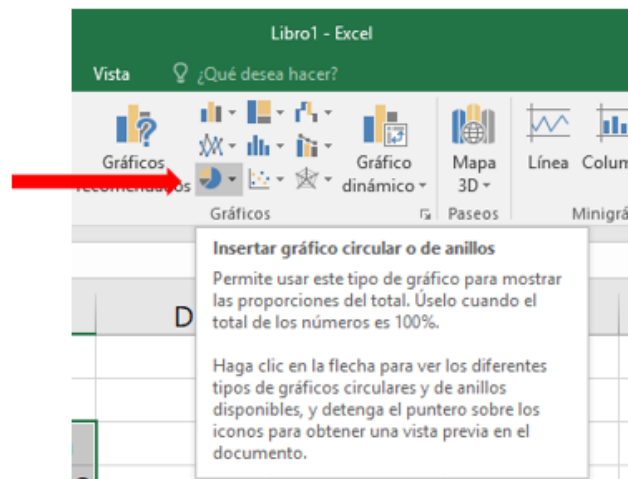 Libro1 - Excel
Vista ¿Qué desea hacer?
Gráficos
Gráfico
dinámico
Mapa
3D
Línea Colum
Gráficos Paseos Minigrá
Insertar gráfico circular o de anillos
Permite usar este tipo de gráfico para mostrar
las proporciones del total. Úselo cuando el
total de los números es 100%.
Haga clic en la flecha para ver los diferentes
tipos de gráficos circulares y de anillos
disponibles, y detenga el puntero sobre los
iconos para obtener una vista previa en el
documento.
D